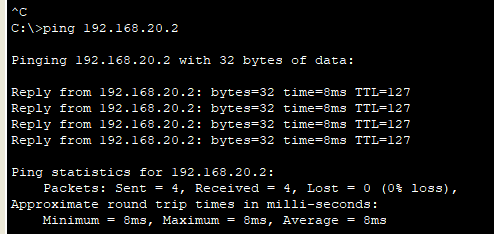 ^C
C:\>ping 192.168.20.2
Pinging 192.168.20.2 with 32 bytes of data:
Reply from 192.168.20.2: bytes=32 time=8ms TTL=127
Reply from 192.168.20.2: bytes=32 time=8ms TTL=127
Reply from 192.168.20.2: bytes=32 time=8ms TTL=127
Reply from 192.168.20.2: bytes=32 time=8ms TTL=127
Ping statistics for 192.168.20.2:
    Packets: Sent = 4, Received = 4, Lost = 0 (0% loss),
Approximate round trip times in milli-seconds:
    Minimum = 8ms, Maximum = 8ms, Average = 8ms